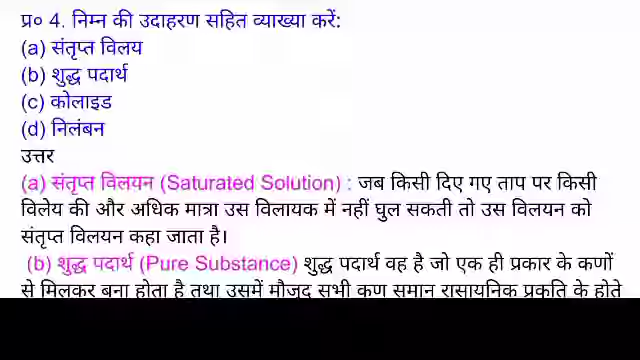 प्र० 4. निम्न की उदाहरण सहित व्याख्या करें:
(a) संतृप्त विलय
(b) शुद्ध पदार्थ
(c) कोलाइड
(d) निलंबन
उत्तर
(a) संतृप्त विलयन (Saturated Solution) : जब किसी दिए गए ताप पर किसी
विलेय की और अधिक मात्रा उस विलायक में नहीं घुल सकती तो उस विलयन को
संतृप्त विलयन कहा जाता है।
(b) शुद्ध पदार्थ (Pure Substance) शुद्ध पदार्थ वह है जो एक ही प्रकार के कणों
से मिलकर बना होता है तथा उसमें मौजूद सभी कण समान रासायनिक प्रकृति के होते